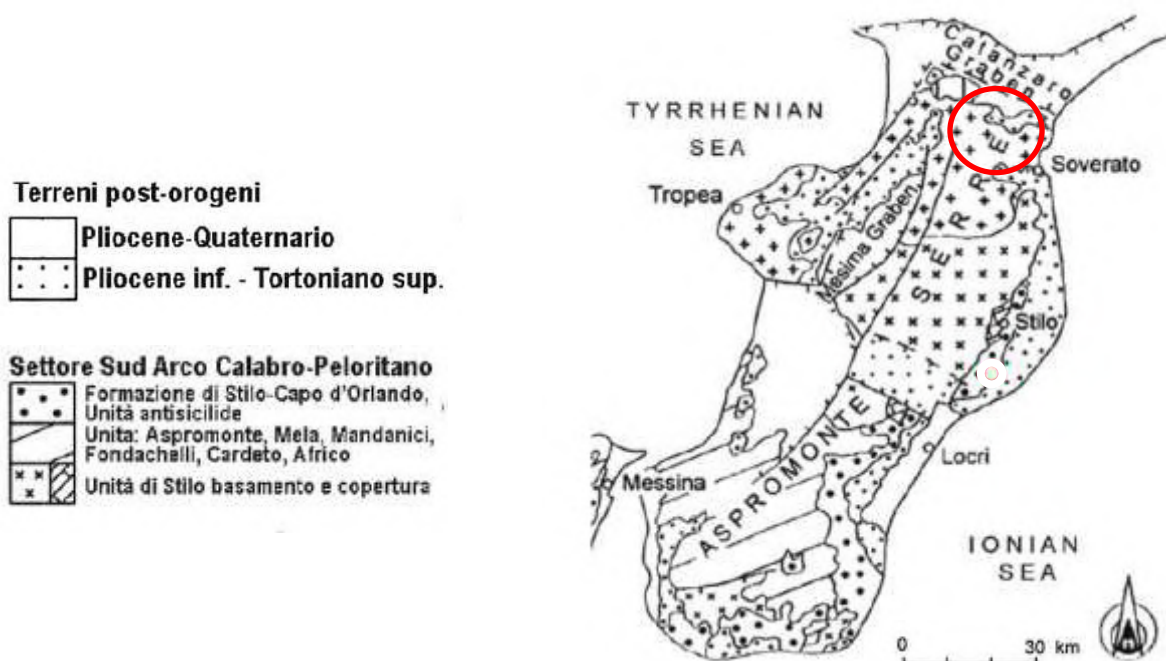 Terreni post-orogeni
Pliocene-Quaternario
Pliocene inf. - Tortoniano sup.
Settore Sud Arco Calabro-Peloritano
Formazione di Stilo-Capo d'Orlando,
Unità antisicilide
Unita: Aspromonte, Mela, Mandanici,
Fondachelli, Cardeto, Africo
Unità di Stilo basamento e copertura
Catanzaro
Graben
TYRRHENIAN
SEA
Soverato
Tropea
Mesima Graben
SERRE
Stilo
ASPROMONTE
Locri
Messina
IONIAN
SEA
0 30 km